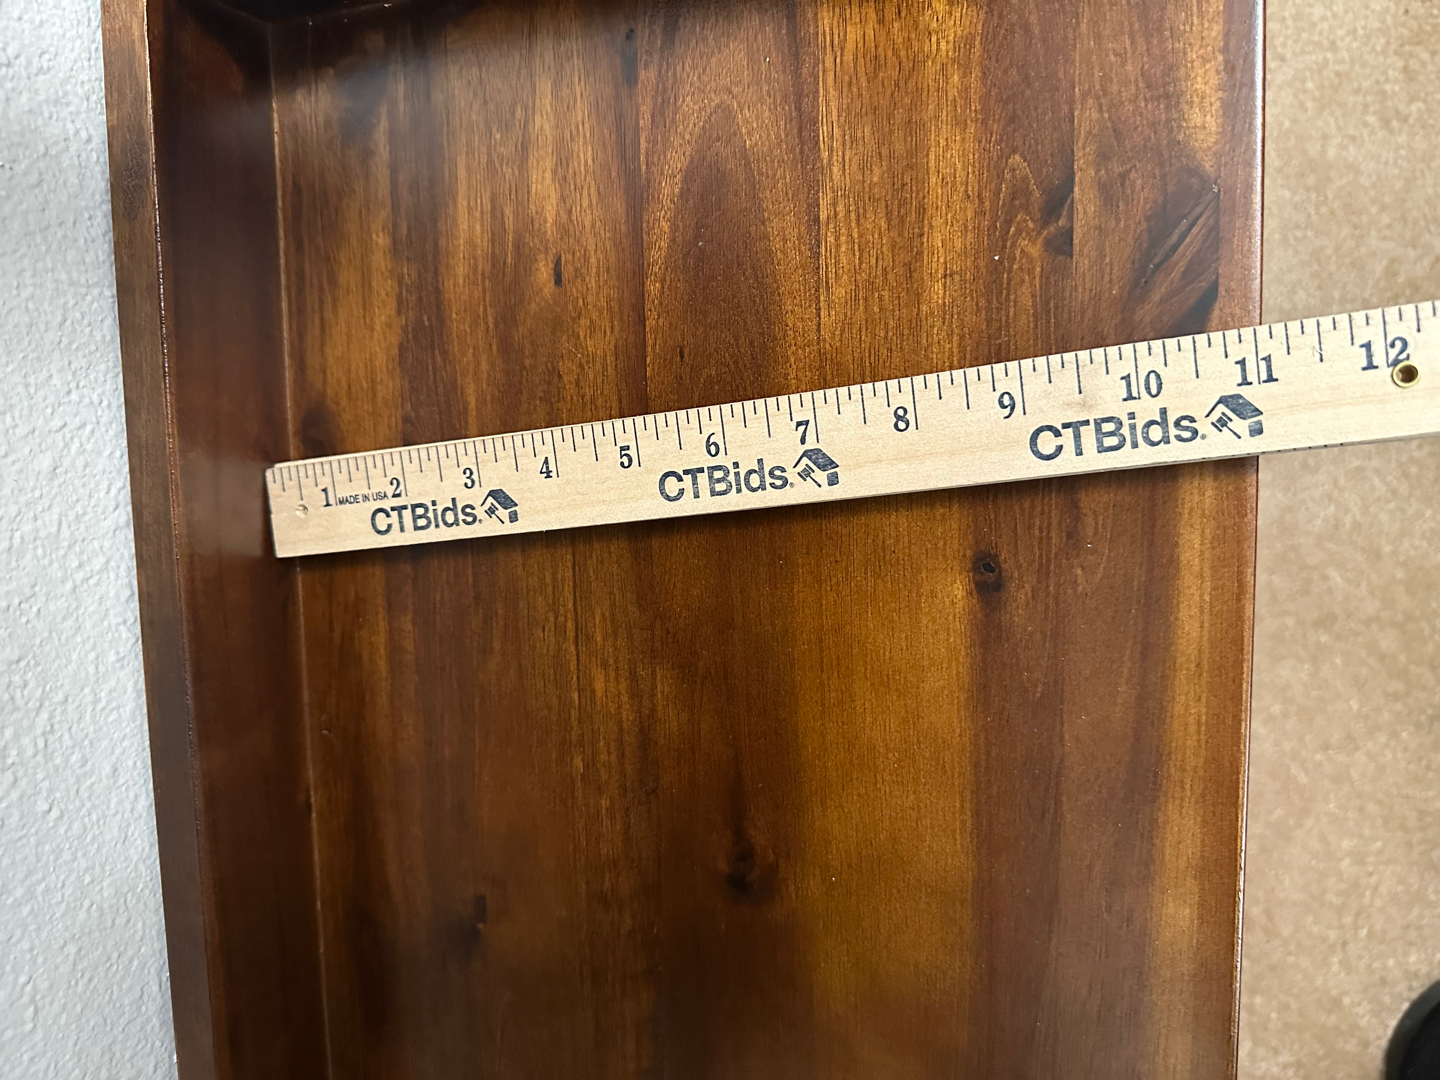 1 2 3 4 5 6 7 8 9 10 11 12
MADE IN USA
CTBids. CTBids. CTBids.